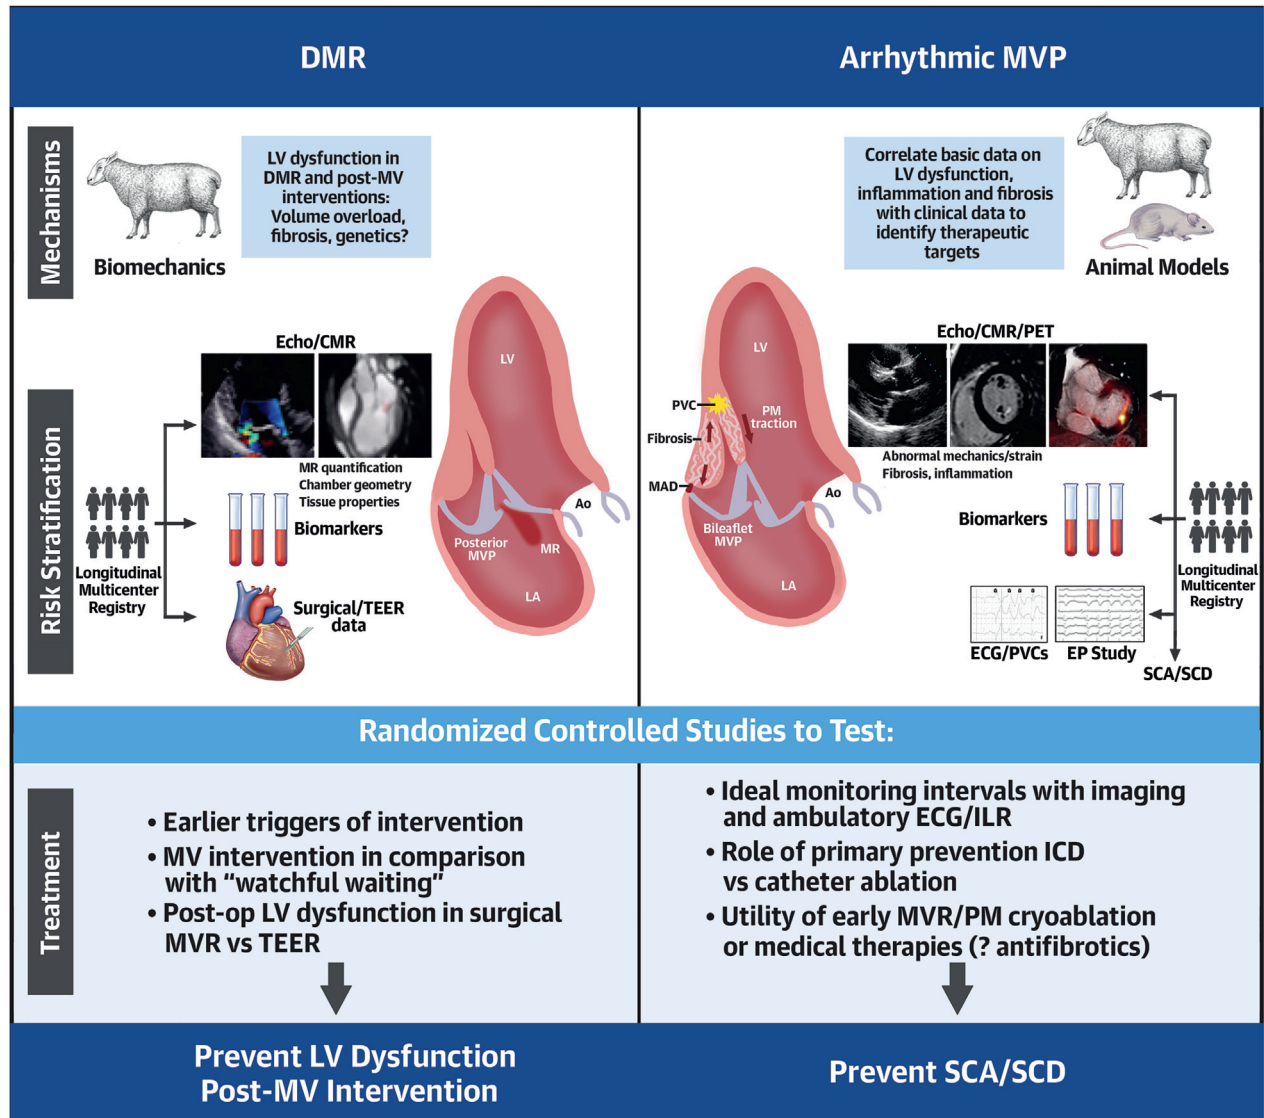 DMR
Arrhythmic MVP
Mechanisms
LV dysfunction in
DMR and post-MV
interventions:
Volume overload,
fibrosis, genetics?
Biomechanics
Correlate basic data on
LV dysfunction,
inflammation and fibrosis
with clinical data to
identify therapeutic
targets
Animal Models
Risk Stratification
Echo/CMR
MR quantification
Chamber geometry
Tissue properties
Biomarkers
Longitudinal
Multicenter
Registry
Surgical/TEER
data
LV
Ao
Posterior
MVP
MR
LA
LV
PVC
PM
traction
Fibrosis
MAD
Ao
Bileaflet
MVP
LA
Echo/CMR/PET
Abnormal mechanics/strain
Fibrosis, inflammation
Biomarkers
Longitudinal
Multicenter
Registry
ECG/PVCs
EP Study
SCA/SCD
Randomized Controlled Studies to Test:
Treatment
• Earlier triggers of intervention
• MV intervention in comparison
with “watchful waiting”
• Post-op LV dysfunction in surgical
MVR vs TEER
• Ideal monitoring intervals with imaging
and ambulatory ECG/ILR
• Role of primary prevention ICD
vs catheter ablation
• Utility of early MVR/PM cryoablation
or medical therapies (? antifibrotics)
Prevent LV Dysfunction
Post-MV Intervention
Prevent SCA/SCD